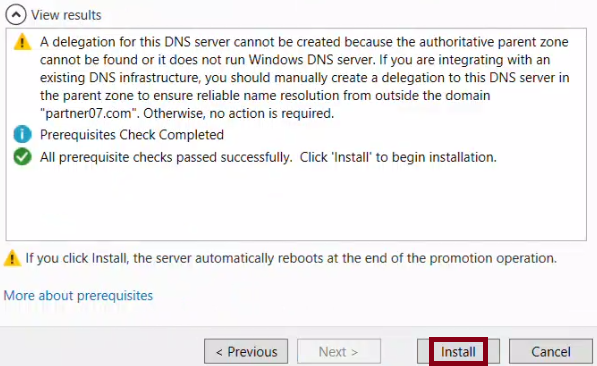 View results
A delegation for this DNS server cannot be created because the authoritative parent zone
cannot be found or it does not run Windows DNS server. If you are integrating with an
existing DNS infrastructure, you should manually create a delegation to this DNS server in
the parent zone to ensure reliable name resolution from outside the domain
"partner07.com". Otherwise, no action is required.
Prerequisites Check Completed
All prerequisite checks passed successfully. Click 'Install' to begin installation.
If you click Install, the server automatically reboots at the end of the promotion operation.
More about prerequisites
< Previous
Next >
Install
Cancel